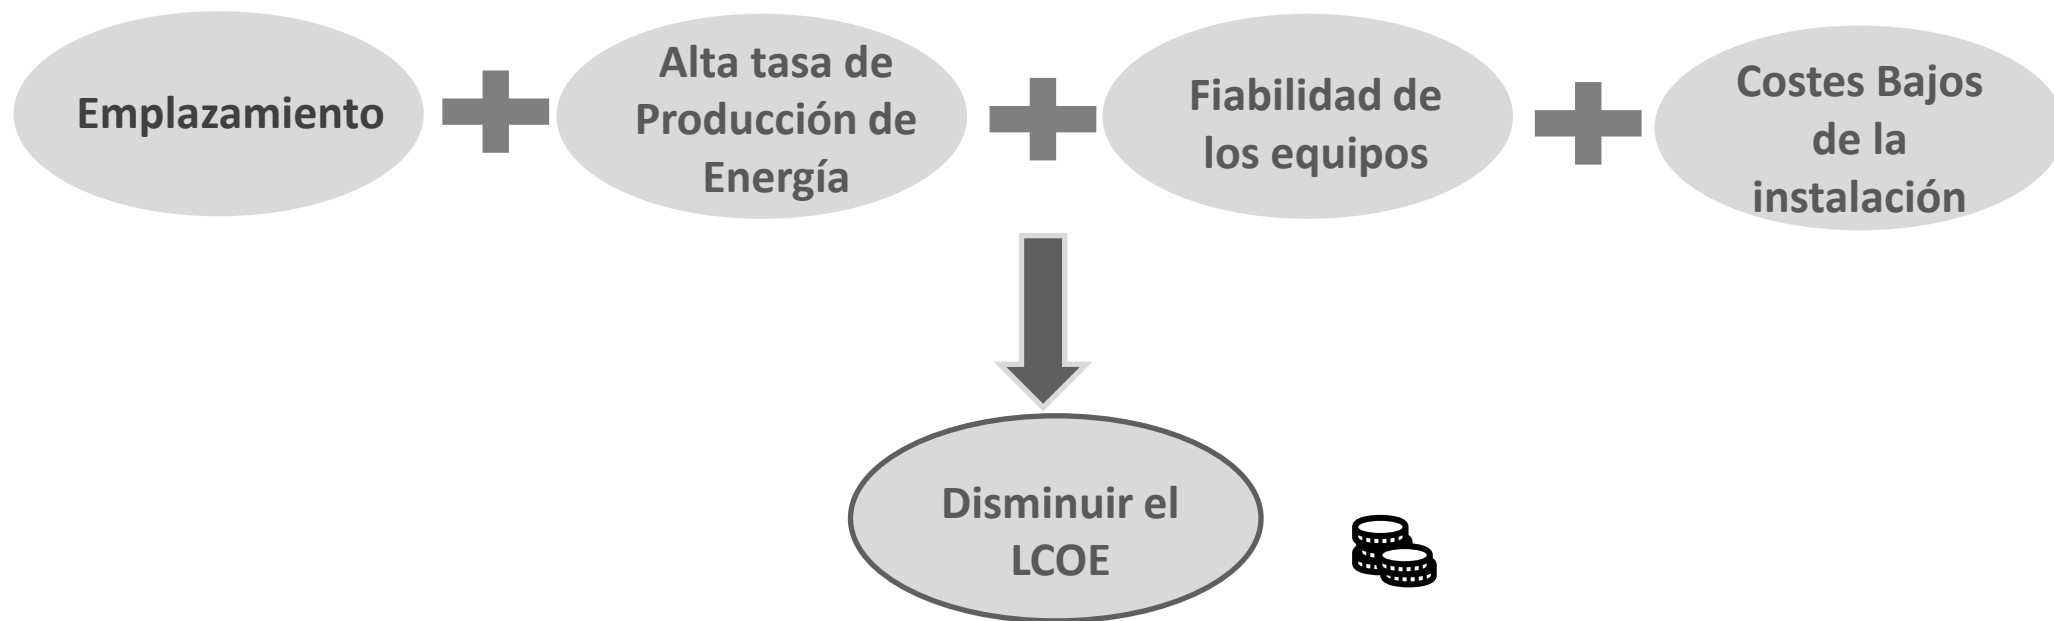 Emplazamiento
Alta tasa de
Producción de
Energía
Fiabilidad de
los equipos
Costes Bajos
de la
instalación
Disminuir el
LCOE